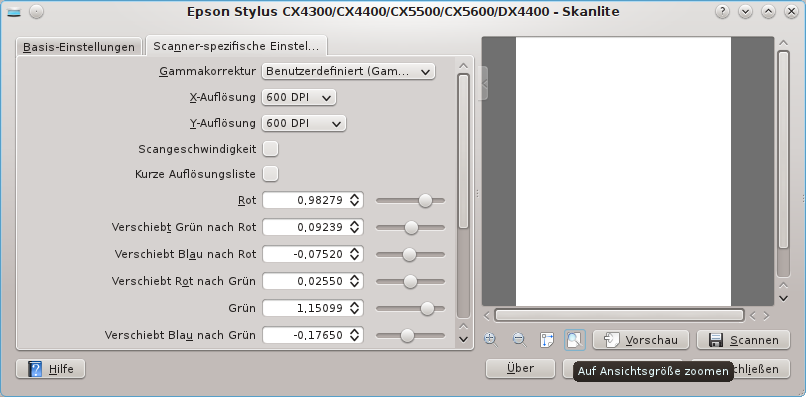 Epson Stylus CX4300/CX4400/CX5500/CX5600/DX4400 - Skanlite
Basis-Einstellungen
Scanner-spezifische Einstel...
Gammakorrektur Benutzerdefiniert (Gam...
X-Auflösung 600 DPI
Y-Auflösung 600 DPI
Scangeschwindigkeit
Kurze Auflösungsliste
Rot 0,98279
Verschiebt Grün nach Rot 0,09239
Verschiebt Blau nach Rot -0,07520
Verschiebt Rot nach Grün 0,02550
Grün 1,15099
Verschiebt Blau nach Grün -0,17650
Vorschau
Scannen
Hilfe
Über
Auf Ansichtsgröße zoomen